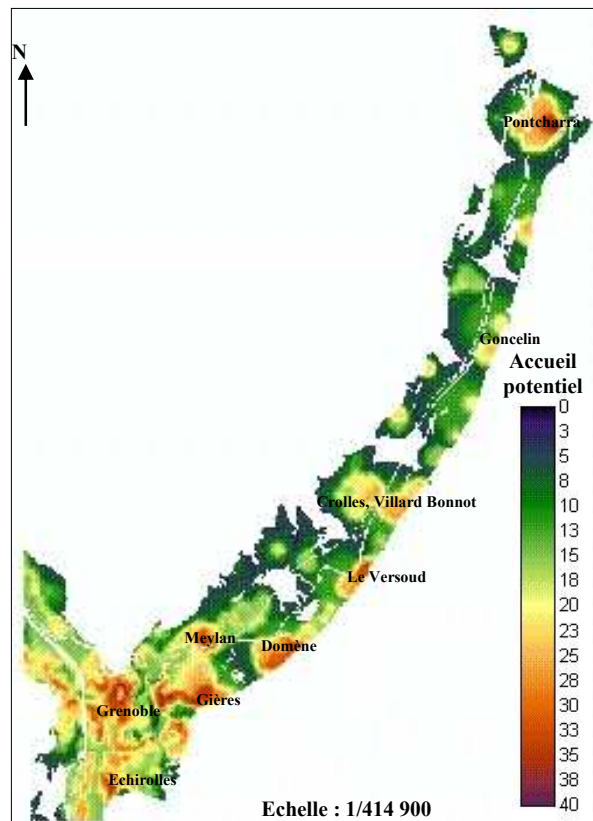 N
Pontcharra
Goncelin
Accueil
potentiel
0
3
5
8
10
13
15
18
20
23
25
28
30
33
35
38
40
Crolles, Villard Bonnot
Le Versoud
Meylan
Domène
Gières
Grenoble
Echirolles
Echelle : 1/414 900